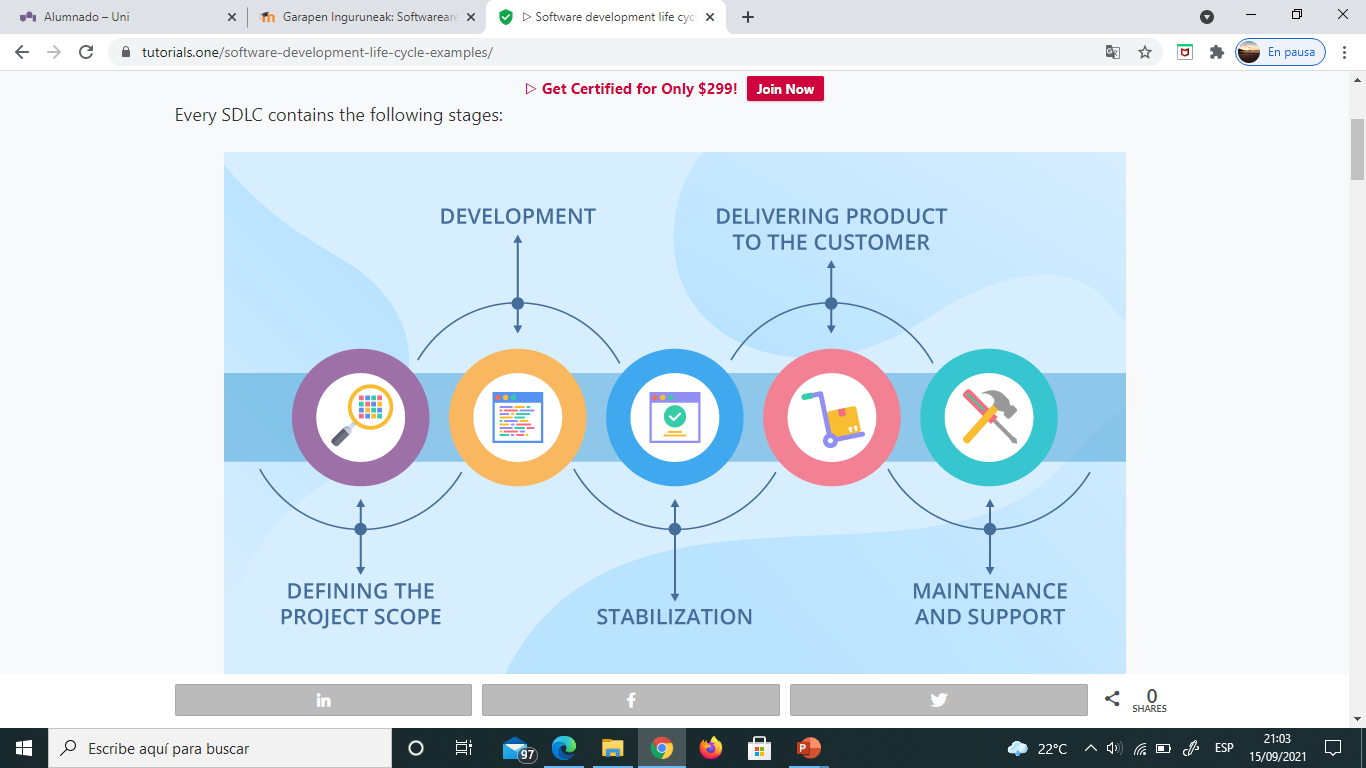 Alumnado – Uni
Garapen Inguruneak: Softwareare
▷ Software development life cyc
tutorials.one/software-development-life-cycle-examples/
En pausa
▷ Get Certified for Only $299!
Join Now
Every SDLC contains the following stages:
DEVELOPMENT
DELIVERING PRODUCT
TO THE CUSTOMER
DEFINING THE
PROJECT SCOPE
STABILIZATION
MAINTENANCE
AND SUPPORT
0
SHARES
Escribe aquí para buscar
97
22°C
ESP
21:03
15/09/2021